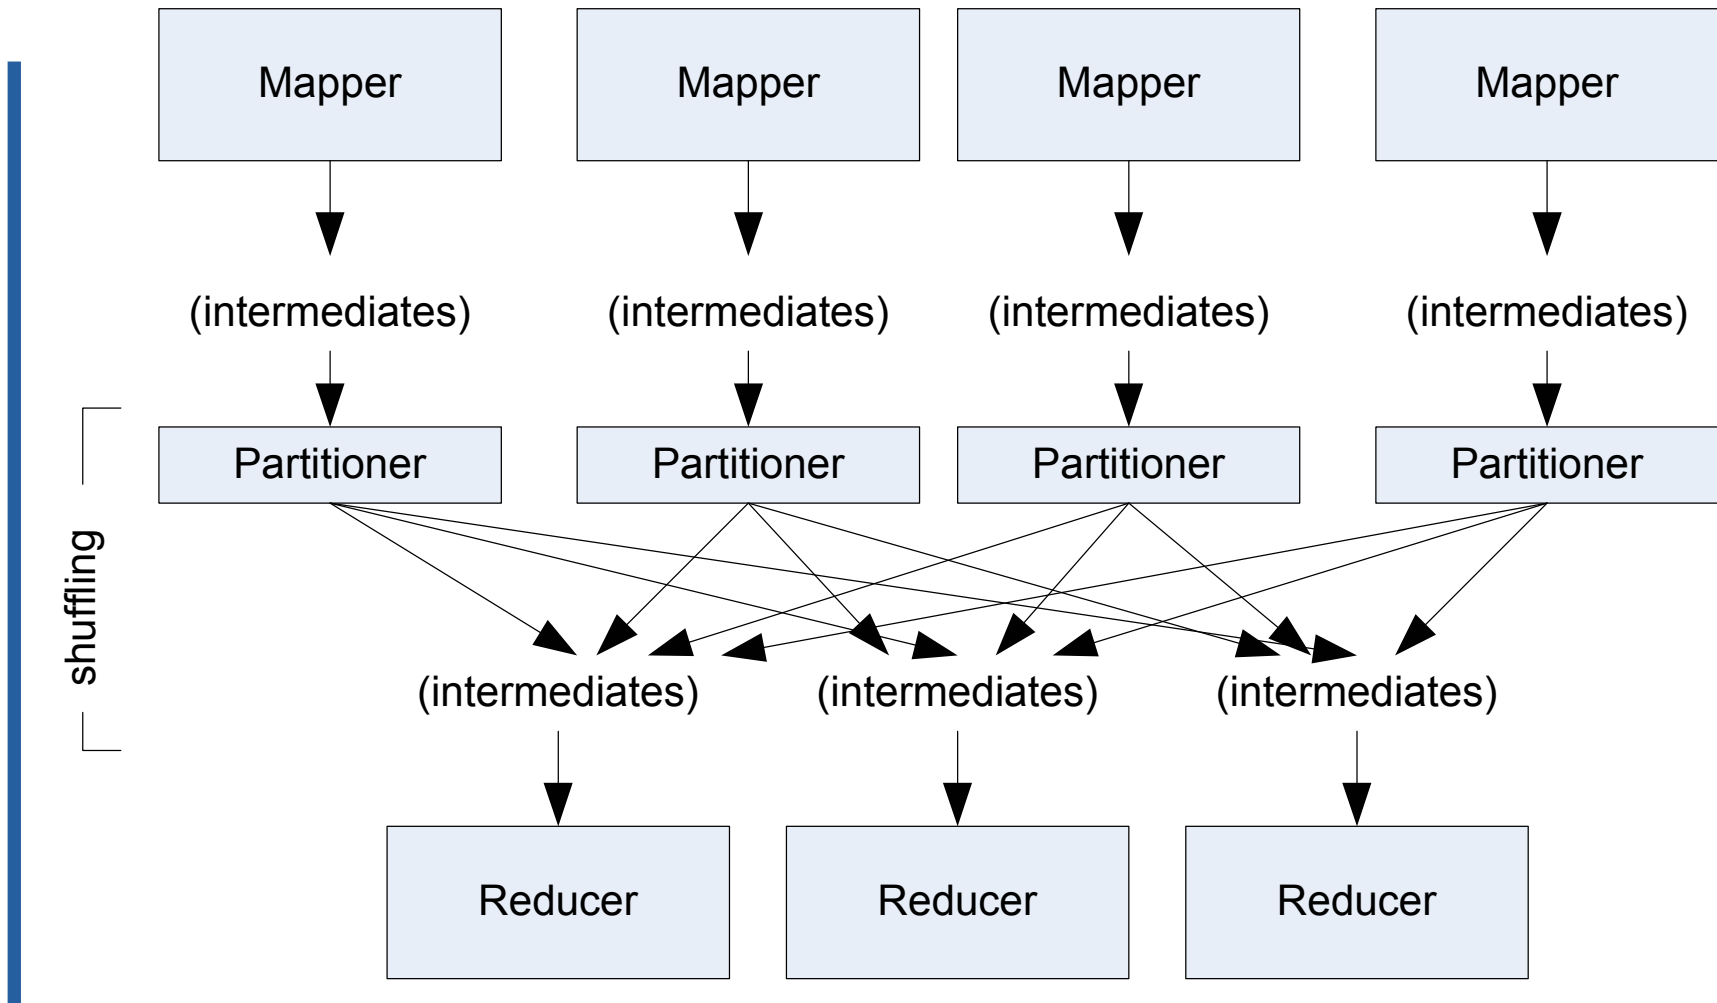 Mapper Mapper Mapper Mapper
(intermediates) (intermediates) (intermediates) (intermediates)
Partitioner Partitioner Partitioner Partitioner
shuffling
(intermediates) (intermediates) (intermediates)
Reducer Reducer Reducer